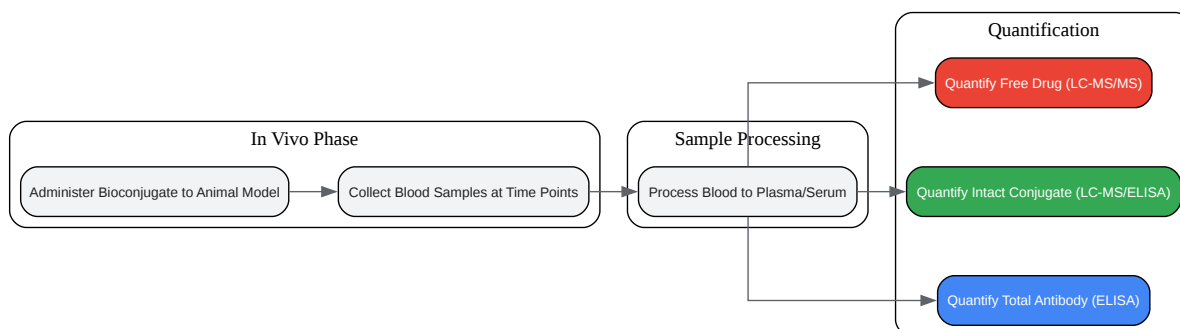 In Vivo Phase
Administer Bioconjugate to Animal Model
Collect Blood Samples at Time Points
Sample Processing
Process Blood to Plasma/Serum
Quantification
Quantify Free Drug (LC-MS/MS)
Quantify Intact Conjugate (LC-MS/ELISA)
Quantify Total Antibody (ELISA)